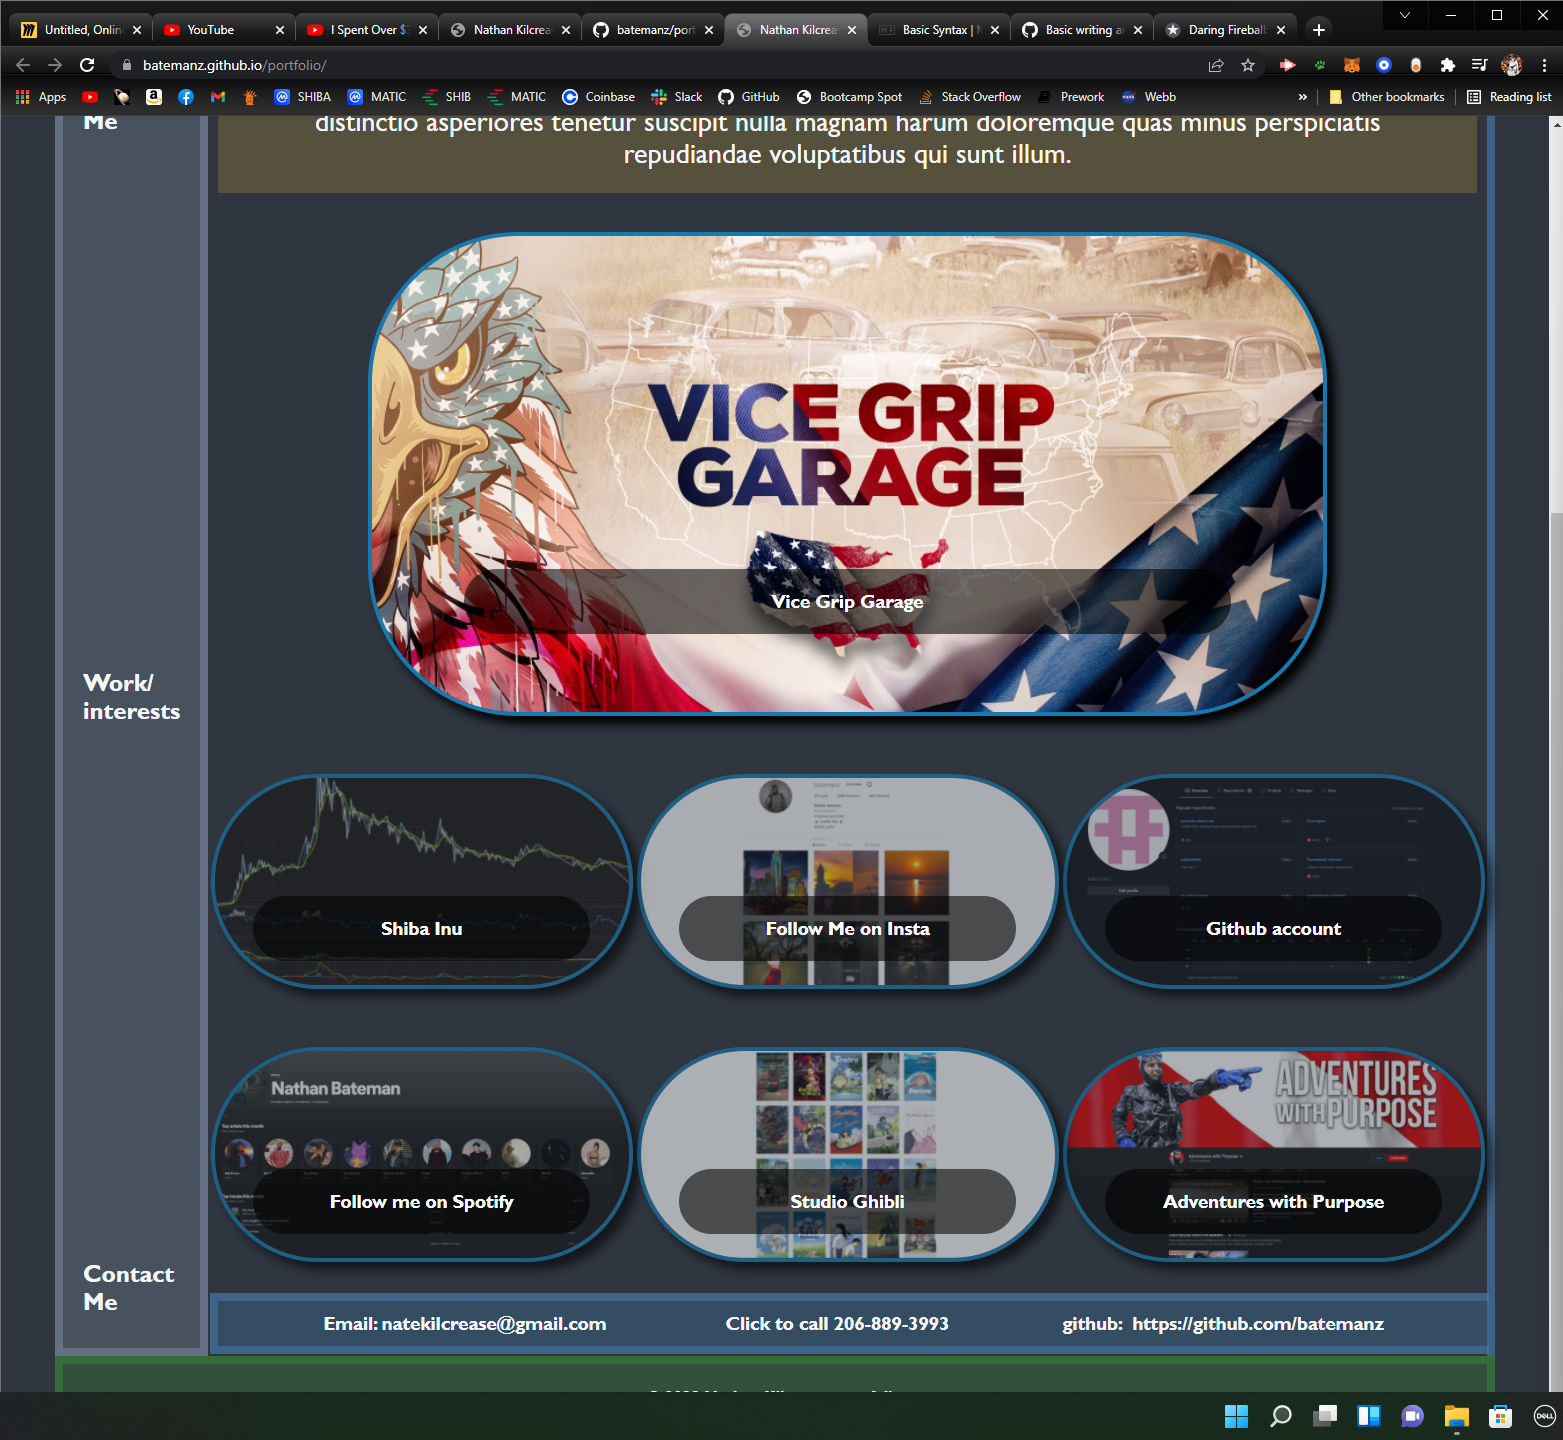 Untitled, Onlin
YouTube
I Spent Over $
Nathan Kilcrea
batemanz/port
Nathan Kilcrea
Basic Syntax | M
Basic writing a
Daring Fireball
batemanz.github.io/portfolio/
Apps
SHIBA
MATIC
SHIB
MATIC
Coinbase
Slack
GitHub
Bootcamp Spot
Stack Overflow
Prework
Webb
»
Other bookmarks
Reading list
Me
distinctio asperiores tenetur suscipit nulla magnam harum doloremque quas minus perspiciatis
repudiandae voluptatibus qui sunt illum.
VICE GRIP
GARAGE
Vice Grip Garage
Work/
interests
Shiba Inu
Follow Me on Insta
Github account
Nathan Bateman
Follow me on Spotify
Studio Ghibli
ADVENTURES
WITH PURPOSE
Adventures with Purpose
Adventures with Purpose
Contact
Me
Email: natekilcrease@gmail.com
Click to call 206-889-3993
github: https://github.com/batemanz
DELL